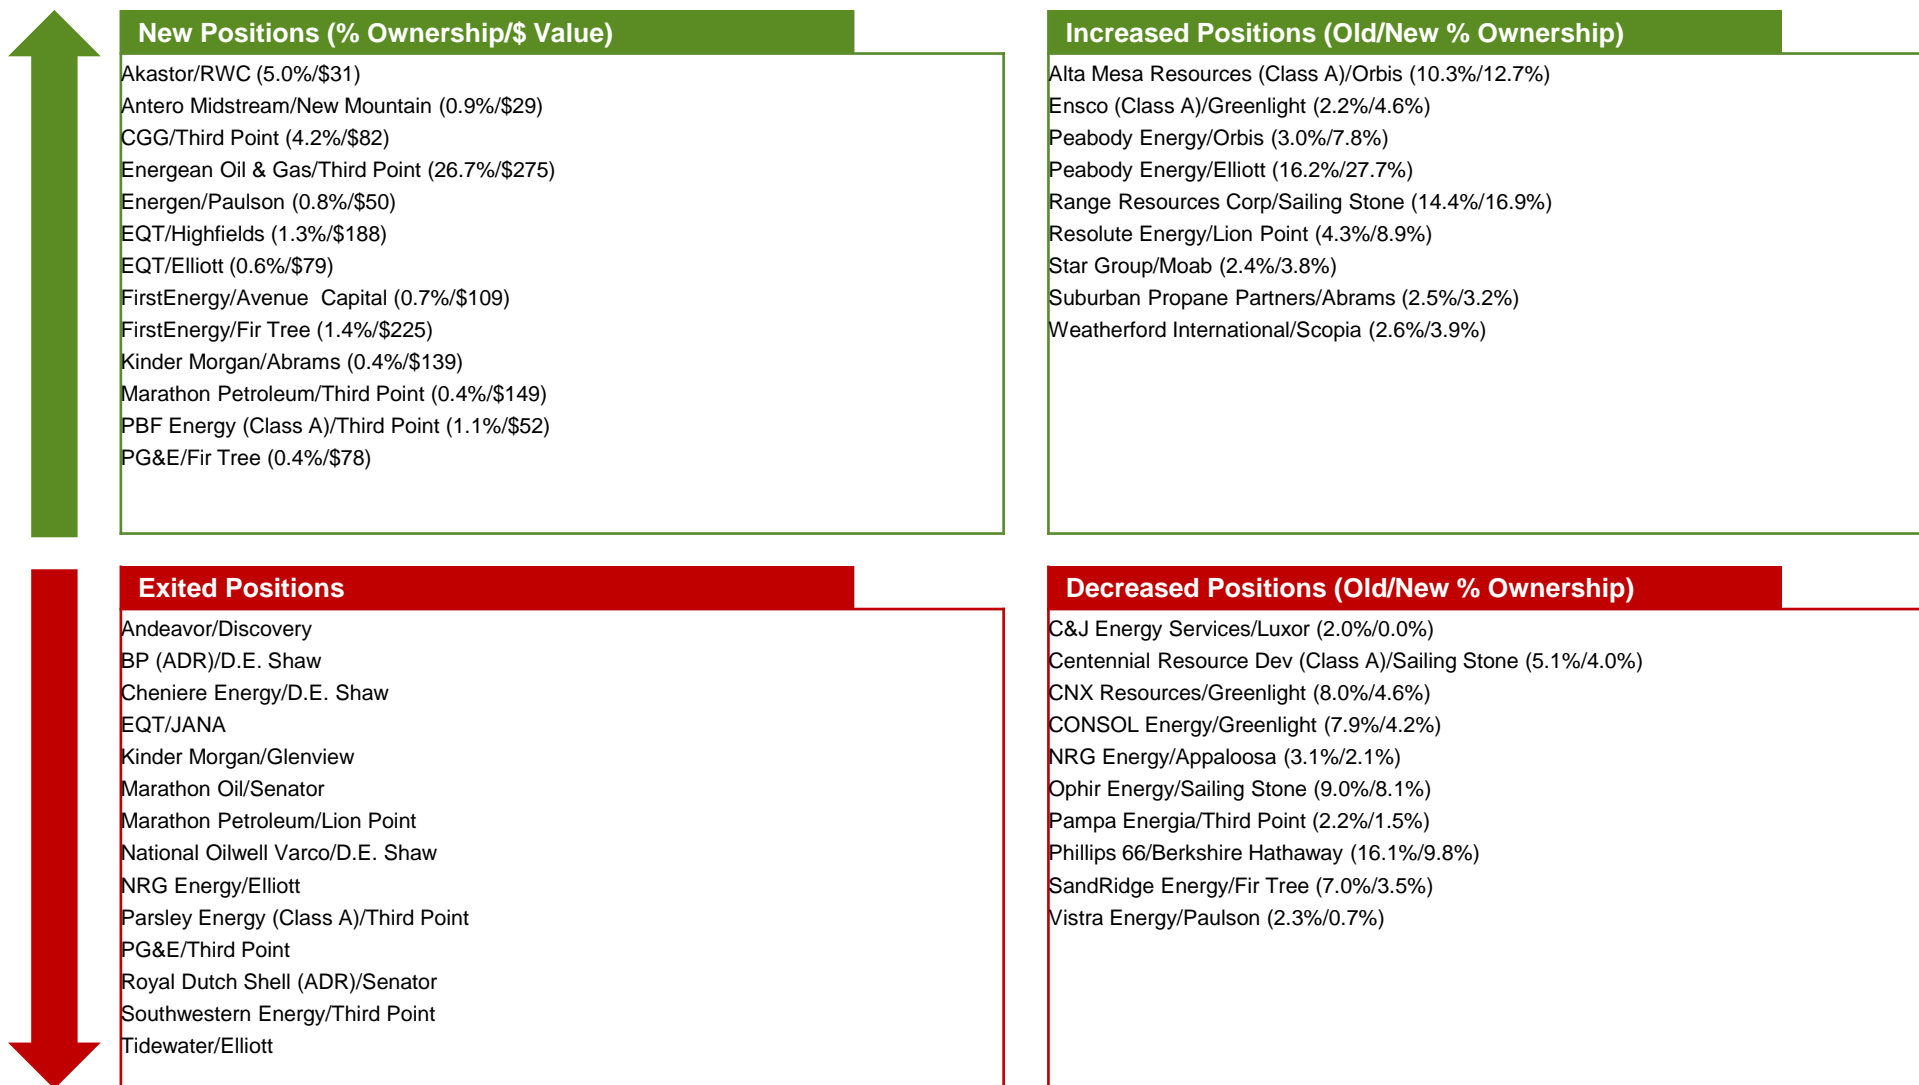 New Positions (% Ownership/$ Value)
Akastor/RWC (5.0%/$31)
Antero Midstream/New Mountain (0.9%/$29)
CGG/Third Point (4.2%/$82)
Energean Oil & Gas/Third Point (26.7%/$275)
Energen/Paulson (0.8%/$50)
EQT/Highfields (1.3%/$188)
EQT/Elliott (0.6%/$79)
FirstEnergy/Avenue  Capital (0.7%/$109)
FirstEnergy/Fir Tree (1.4%/$225)
Kinder Morgan/Abrams (0.4%/$139)
Marathon Petroleum/Third Point (0.4%/$149)
PBF Energy (Class A)/Third Point (1.1%/$52)
PG&E/Fir Tree (0.4%/$78)
Increased Positions (Old/New % Ownership)
Alta Mesa Resources (Class A)/Orbis (10.3%/12.7%)
Ensco (Class A)/Greenlight (2.2%/4.6%)
Peabody Energy/Orbis (3.0%/7.8%)
Peabody Energy/Elliott (16.2%/27.7%)
Range Resources Corp/Sailing Stone (14.4%/16.9%)
Resolute Energy/Lion Point (4.3%/8.9%)
Star Group/Moab (2.4%/3.8%)
Suburban Propane Partners/Abrams (2.5%/3.2%)
Weatherford International/Scopia (2.6%/3.9%)
Exited Positions
Andeavor/Discovery
BP (ADR)/D.E. Shaw
Cheniere Energy/D.E. Shaw
EQT/JANA
Kinder Morgan/Glenview
Marathon Oil/Senator
Marathon Petroleum/Lion Point
National Oilwell Varco/D.E. Shaw
NRG Energy/Elliott
Parsley Energy (Class A)/Third Point
PG&E/Third Point
Royal Dutch Shell (ADR)/Senator
Southwestern Energy/Third Point
Tidewater/Elliott
Decreased Positions (Old/New % Ownership)
C&J Energy Services/Luxor (2.0%/0.0%)
Centennial Resource Dev (Class A)/Sailing Stone (5.1%/4.0%)
CNX Resources/Greenlight (8.0%/4.6%)
CONSOL Energy/Greenlight (7.9%/4.2%)
NRG Energy/Appaloosa (3.1%/2.1%)
Ophir Energy/Sailing Stone (9.0%/8.1%)
Pampa Energia/Third Point (2.2%/1.5%)
Phillips 66/Berkshire Hathaway (16.1%/9.8%)
SandRidge Energy/Fir Tree (7.0%/3.5%)
Vistra Energy/Paulson (2.3%/0.7%)